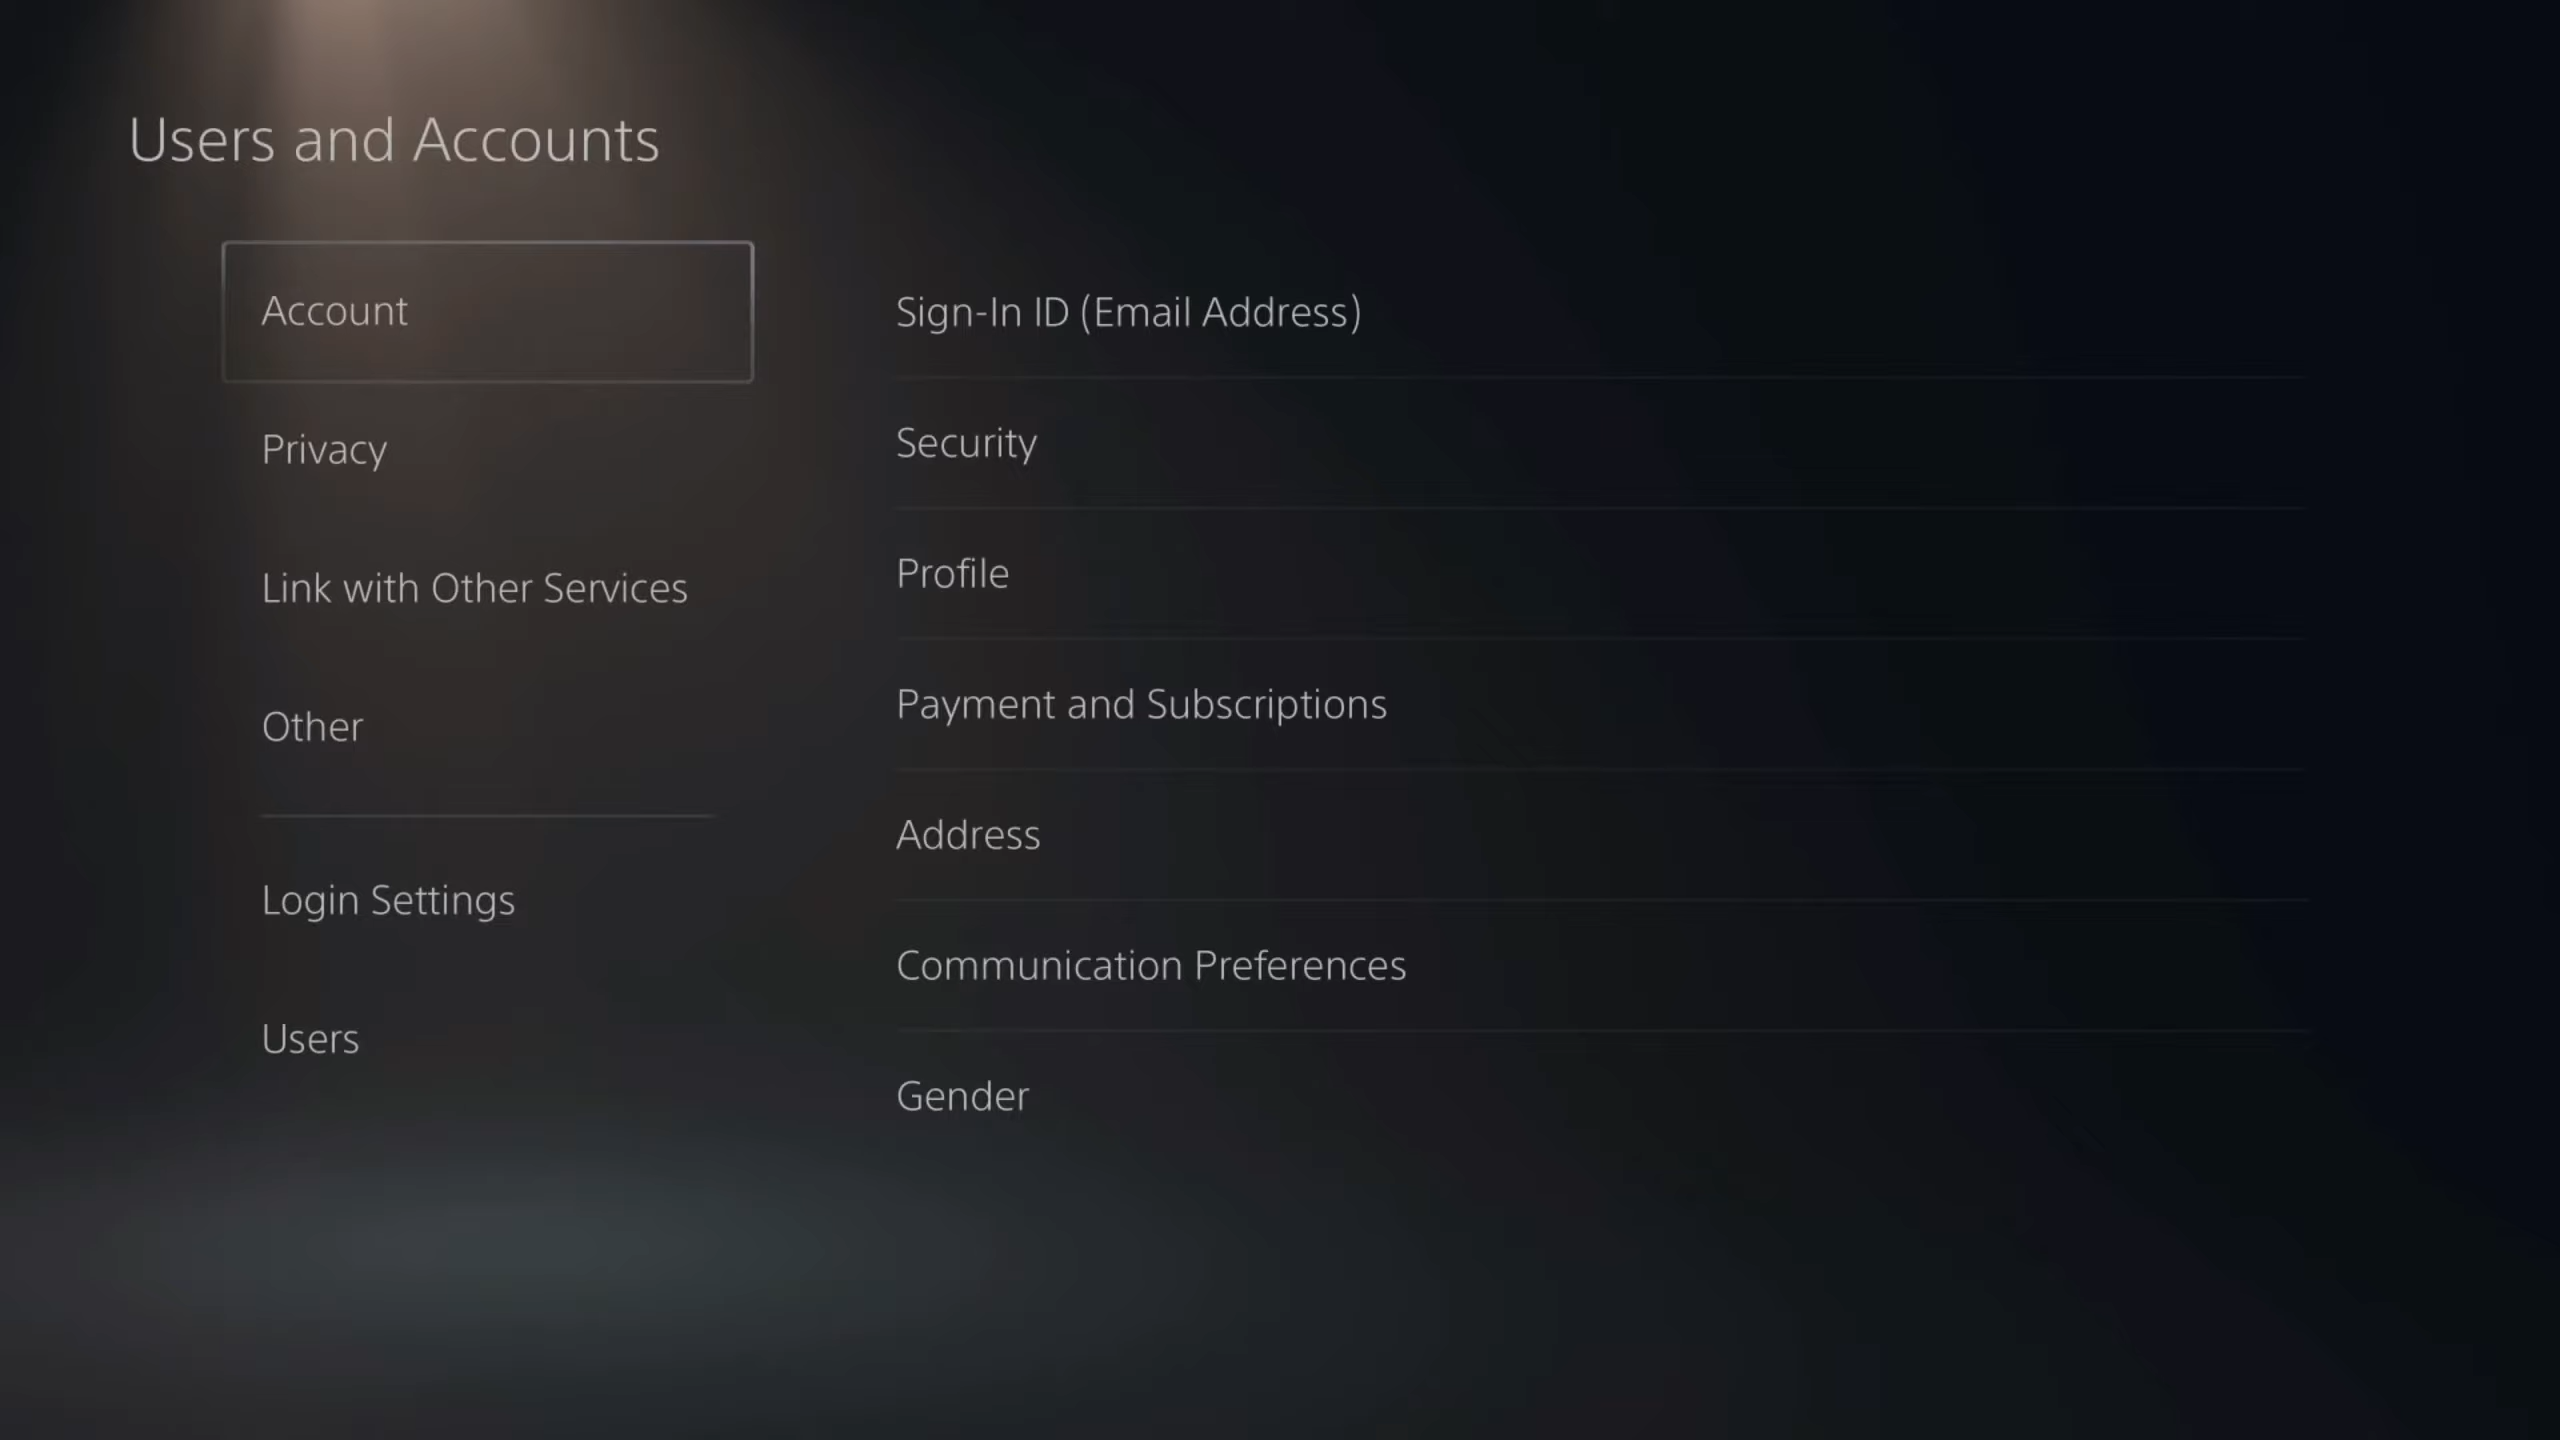 Users and Accounts
Account
Privacy
Link with Other Services
Other
Login Settings
Users
Sign-In ID (Email Address)
Security
Profile
Payment and Subscriptions
Address
Communication Preferences
Gender